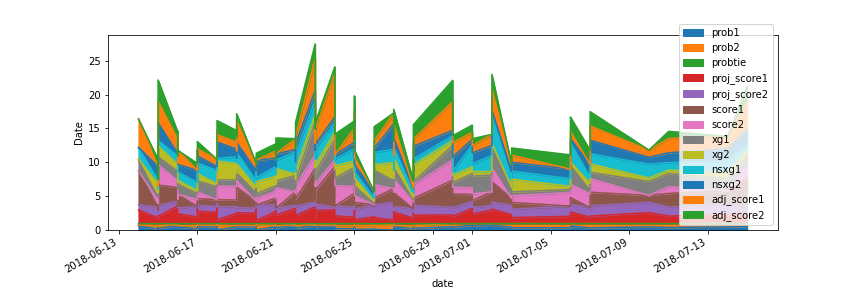 prob1
prob2
probtie
proj_score1
proj_score2
score1
score2
xg1
xg2
nsxg1
nsxg2
adj_score1
adj_score2
Date
25
20
15
10
5
0
2018-06-13
2018-06-17
2018-06-21
2018-06-25
2018-06-29
2018-07-01
2018-07-05
2018-07-09
2018-07-13
date